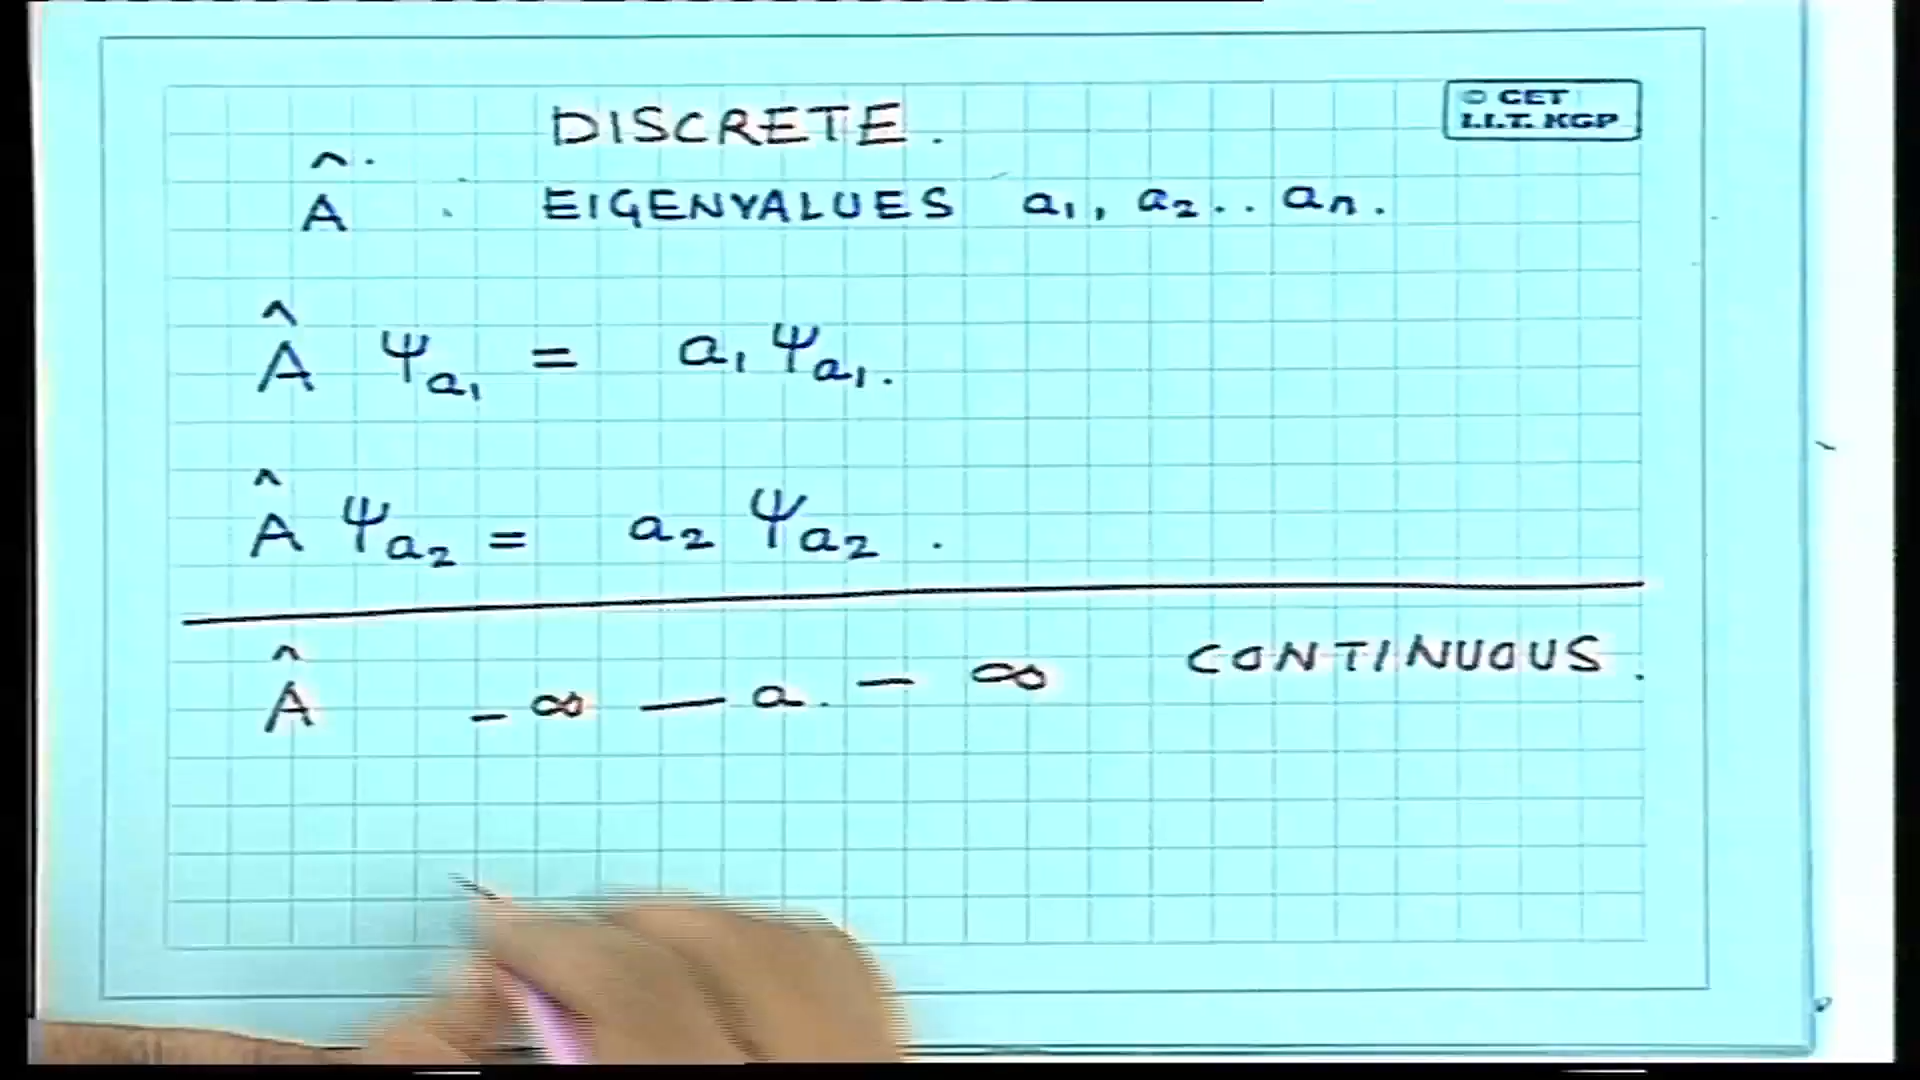 DISCRETE.
© CET
I.I.T. KGP
Â EIGENVALUES a₁, a₂.. aₙ.
Â Ψₐ₁ = a₁ Ψₐ₁.
Â Ψₐ₂ = a₂ Ψₐ₂.
Â -∞ — a. — ∞ CONTINUOUS.